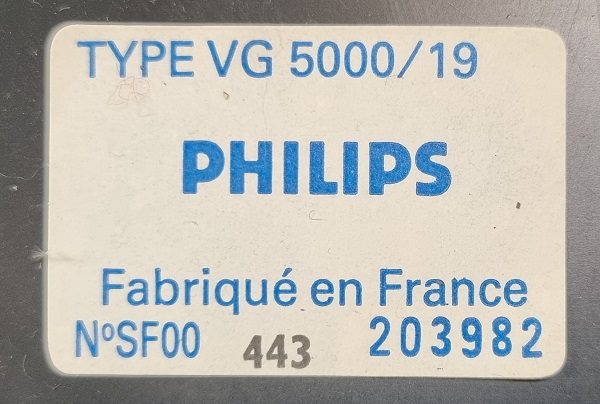 TYPE VG 5000/19
PHILIPS
Fabriqué en France
NºSF00 443 203982